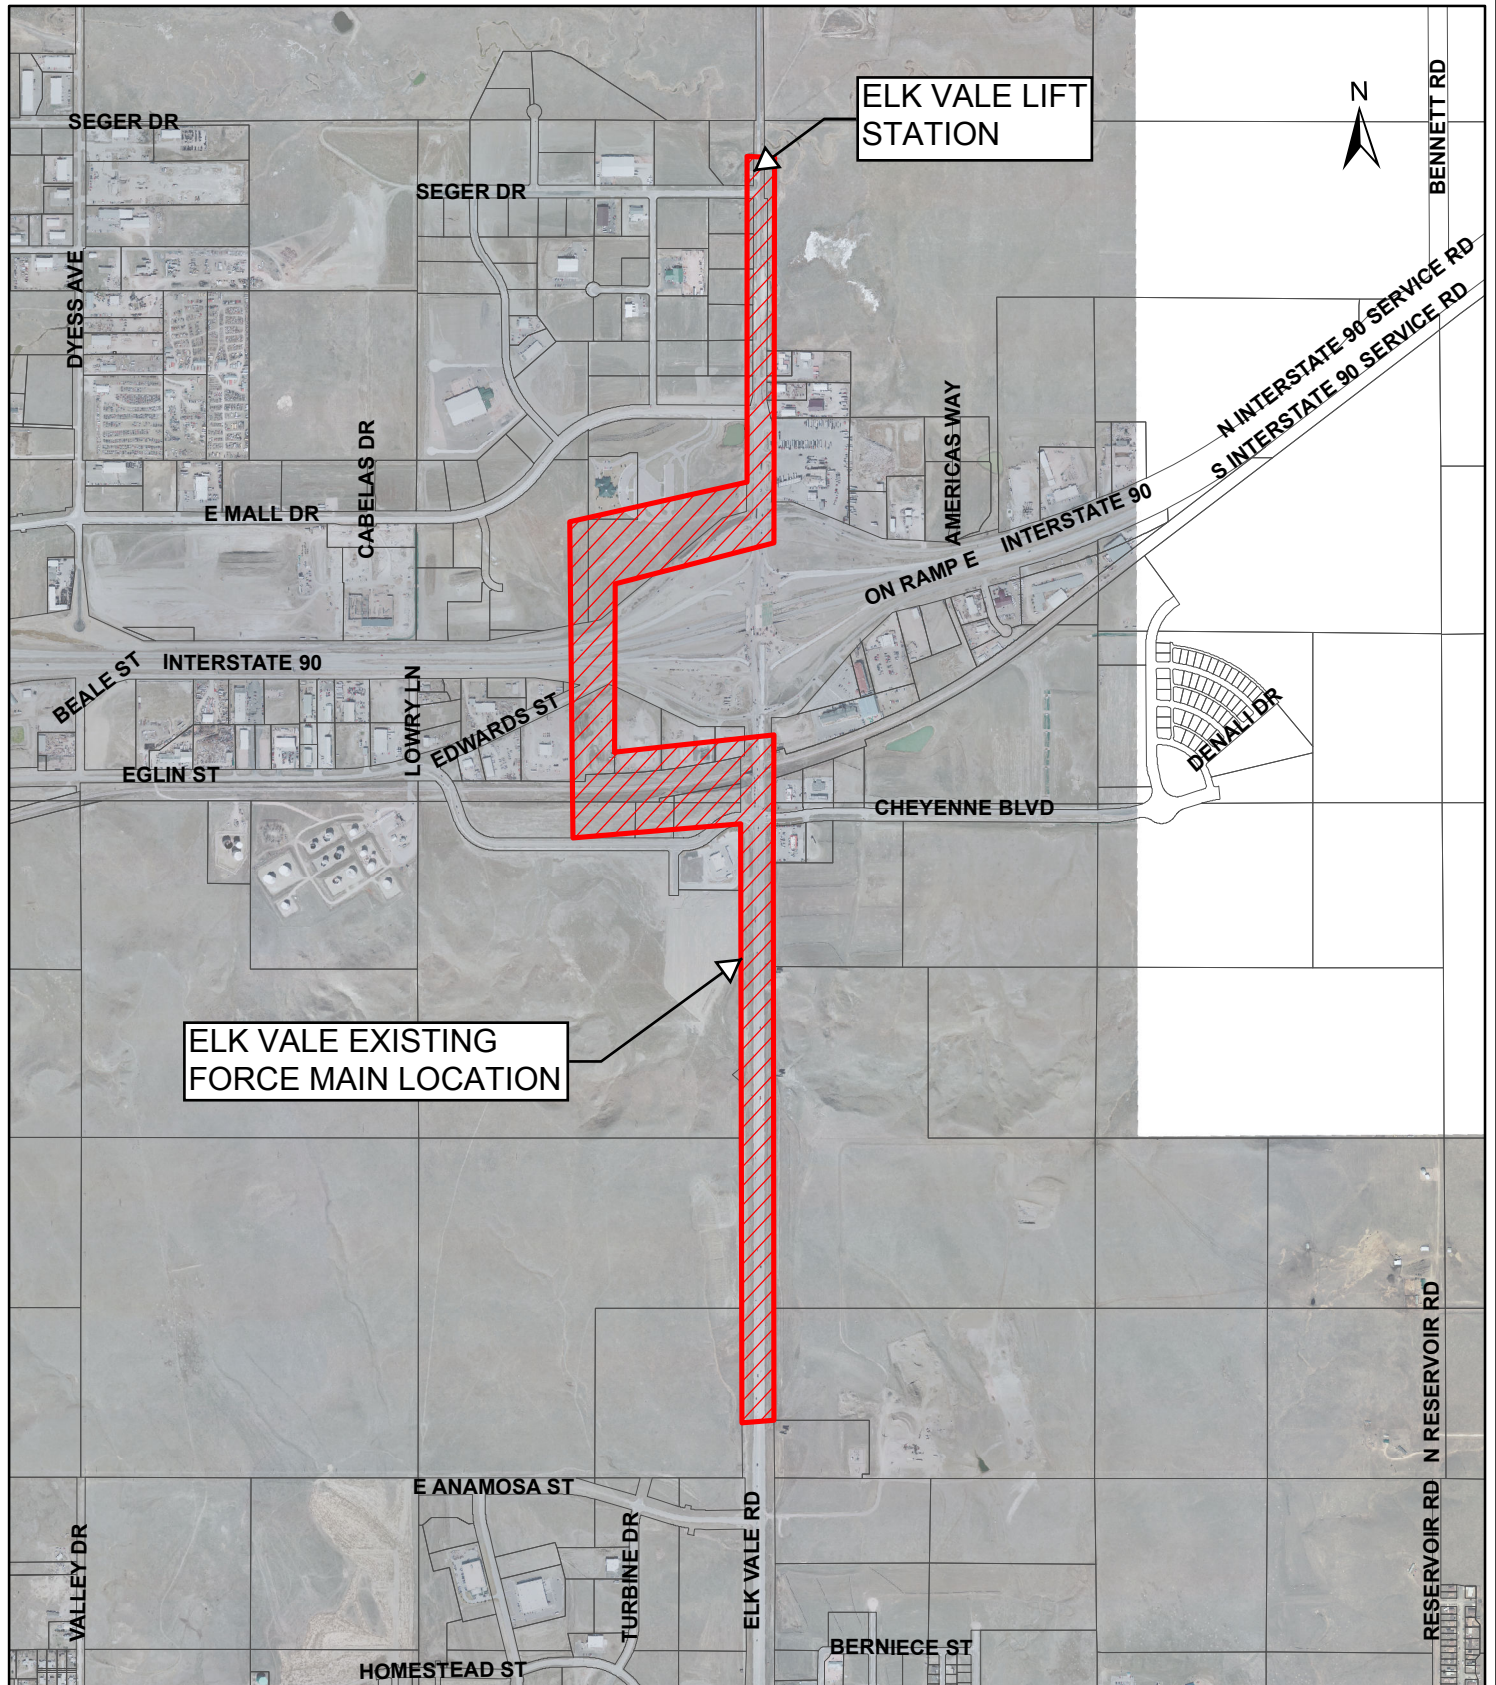 ELK VALE LIFT
STATION
N
BENNETT RD
SEGER DR
SEGER DR
DYESS AVE
N INTERSTATE 90 SERVICE RD
S INTERSTATE 90 SERVICE RD
AMERICAS WAY
CABELAS DR
E MALL DR
INTERSTATE 90
ON RAMP E
INTERSTATE 90
BEALE ST
LOWRY LN
EDWARDS ST
DENALI DR
EGLIN ST
CHEYENNE BLVD
ELK VALE EXISTING
FORCE MAIN LOCATION
N RESERVOIR RD
E ANAMOSA ST
VALLEY DR
TURBINE DR
ELK VALE RD
RESERVOIR RD
BERNIECE ST
HOMESTEAD ST